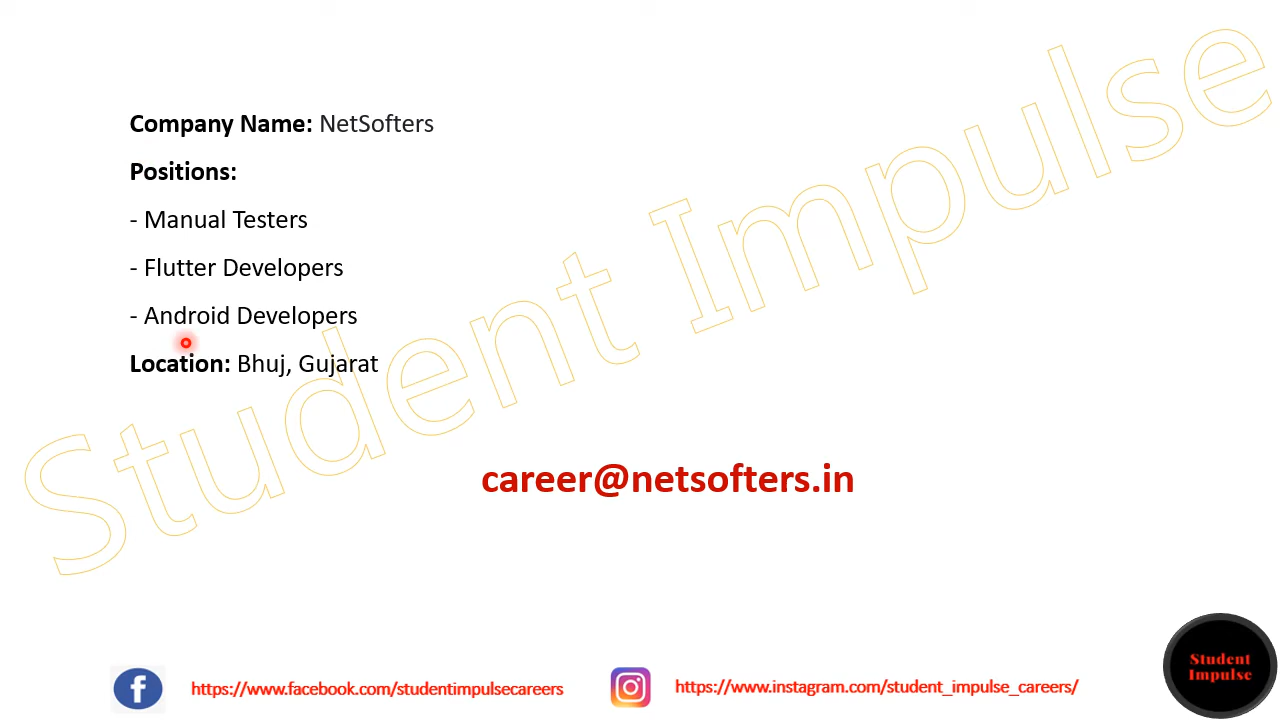 Company Name: NetSofters
Positions:
- Manual Testers
- Flutter Developers
- Android Developers
Location: Bhuj, Gujarat
Student Impulse
career@netsofters.in
https://www.facebook.com/studentimpulsecareers
https://www.instagram.com/student_impulse_careers/
Student
Impulse